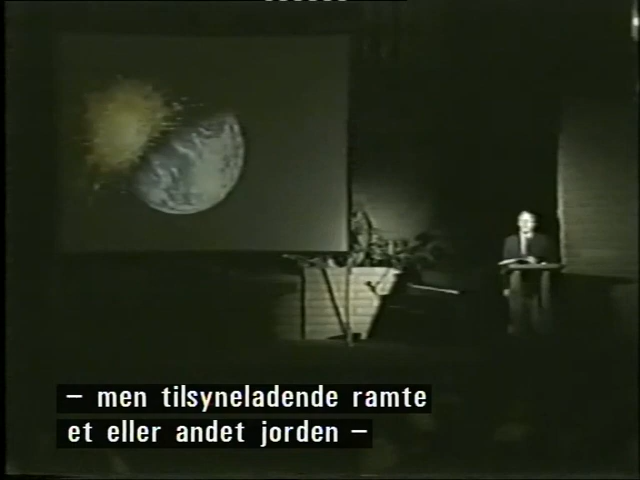 – men tilsyneladende ramte
et eller andet jorden –